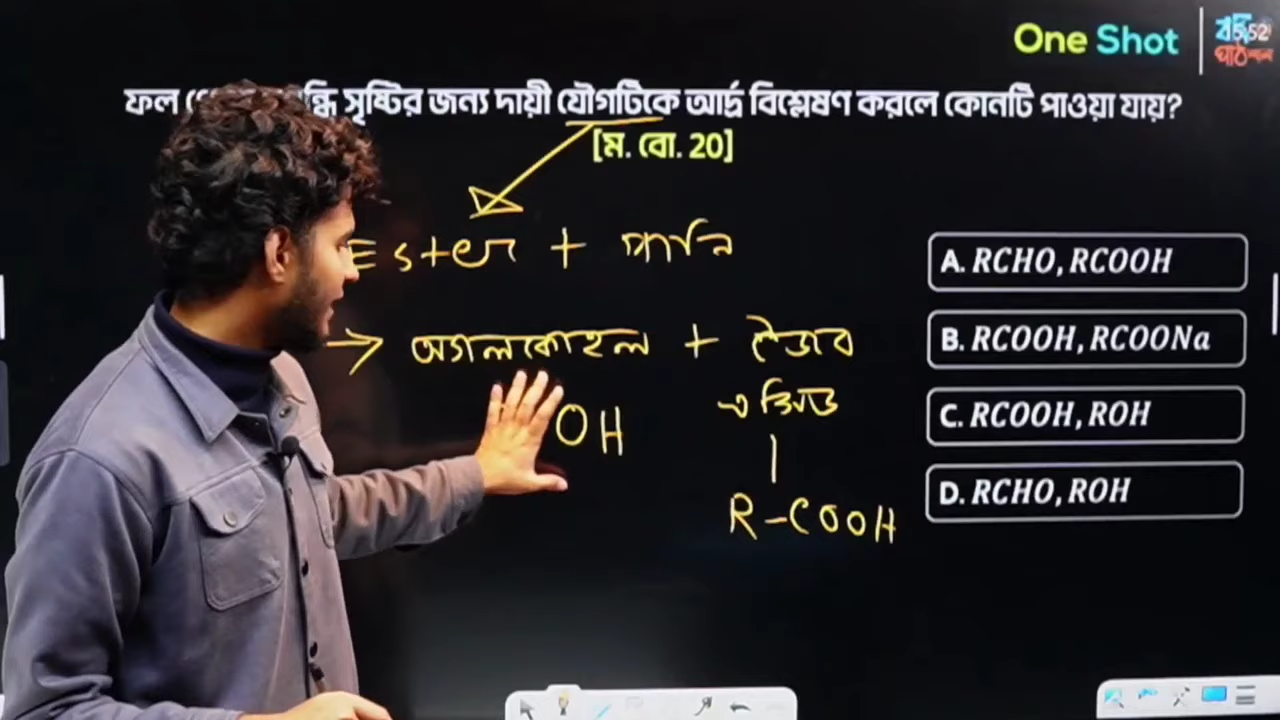 One Shot
ফল সৃষ্টির জন্য দায়ী যৌগটিকে আর্দ্র বিশ্লেষণ করলে কোনটি পাওয়া যায়?
[ম. বো. 20]
Ester + পানি
→ অ্যালকোহল + জৈব
এসিড
OH
R-COOH
A. RCHO, RCOOH
B. RCOOH, RCOONa
C. RCOOH, ROH
D. RCHO, ROH